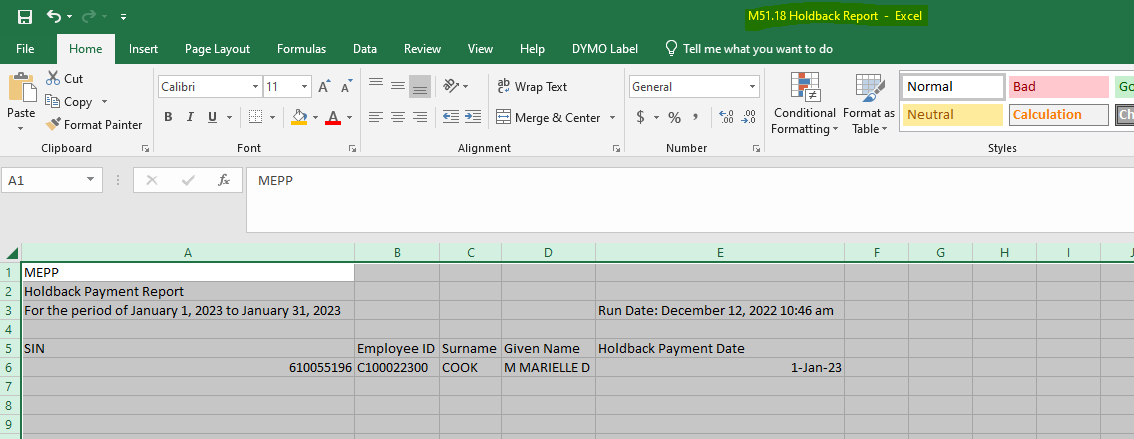 M51.18 Holdback Report - Excel
File Home Insert Page Layout Formulas Data Review View Help DYMO Label Tell me what you want to do
Paste
Cut
Copy
Format Painter
Clipboard
Calibri 11 A A
B I U A
Font
ab Wrap Text
Merge & Center
Alignment
General
$ % , .00 .0 .00 .0
Number
Conditional Formatting
Format as Table
Normal Bad
Neutral Calculation
Styles
A1 fx MEPP
A B C D E F G H I J
1 MEPP
2 Holdback Payment Report
3 For the period of January 1, 2023 to January 31, 2023 Run Date: December 12, 2022 10:46 am
4
5 SIN Employee ID Surname Given Name Holdback Payment Date
6 610055196 C100022300 COOK M MARIELLE D 1-Jan-23
7
8
9